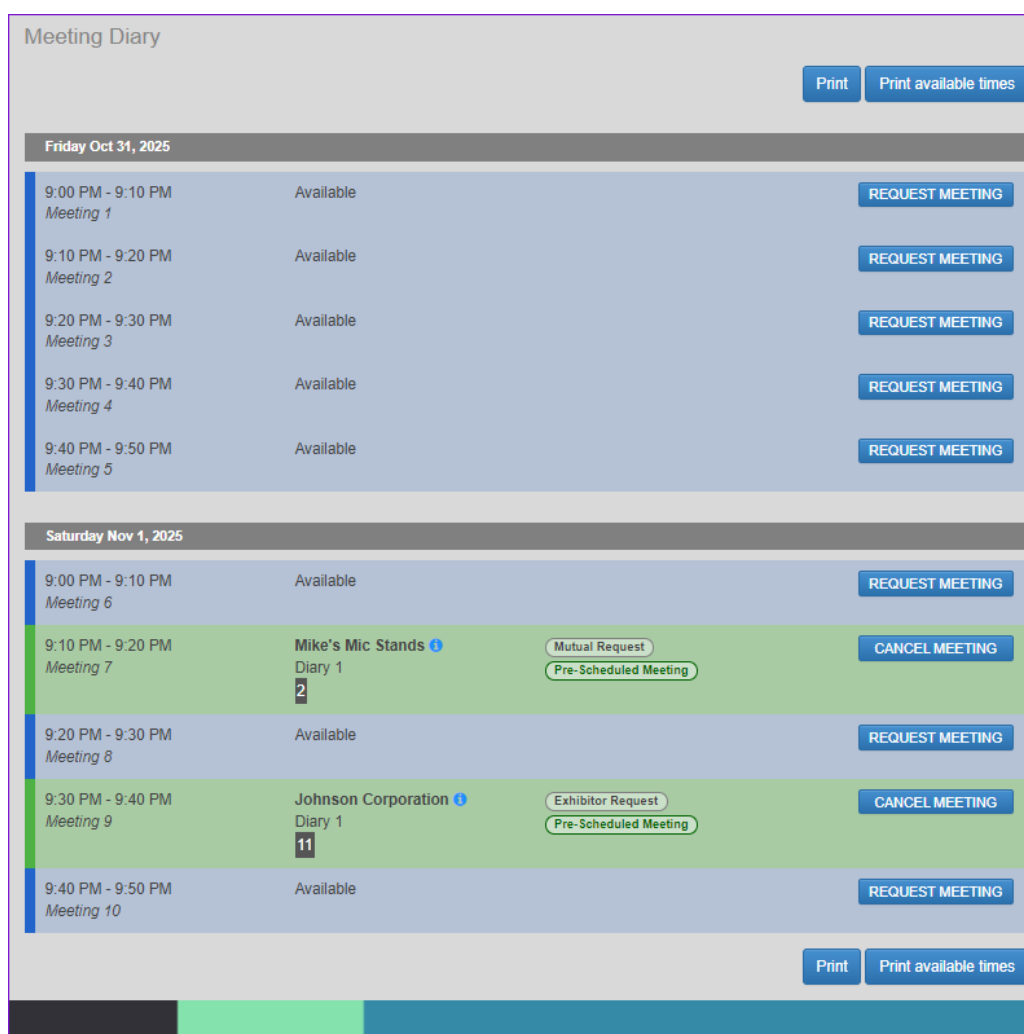 Meeting Diary
Print Print available times
Friday Oct 31, 2025
9:00 PM - 9:10 PM Available REQUEST MEETING
Meeting 1
9:10 PM - 9:20 PM Available REQUEST MEETING
Meeting 2
9:20 PM - 9:30 PM Available REQUEST MEETING
Meeting 3
9:30 PM - 9:40 PM Available REQUEST MEETING
Meeting 4
9:40 PM - 9:50 PM Available REQUEST MEETING
Meeting 5
Saturday Nov 1, 2025
9:00 PM - 9:10 PM Available REQUEST MEETING
Meeting 6
9:10 PM - 9:20 PM Mike's Mic Stands Mutual Request CANCEL MEETING
Meeting 7 Diary 1 Pre-Scheduled Meeting
2
9:20 PM - 9:30 PM Available REQUEST MEETING
Meeting 8
9:30 PM - 9:40 PM Johnson Corporation Exhibitor Request CANCEL MEETING
Meeting 9 Diary 1 Pre-Scheduled Meeting
11
9:40 PM - 9:50 PM Available REQUEST MEETING
Meeting 10
Print Print available times